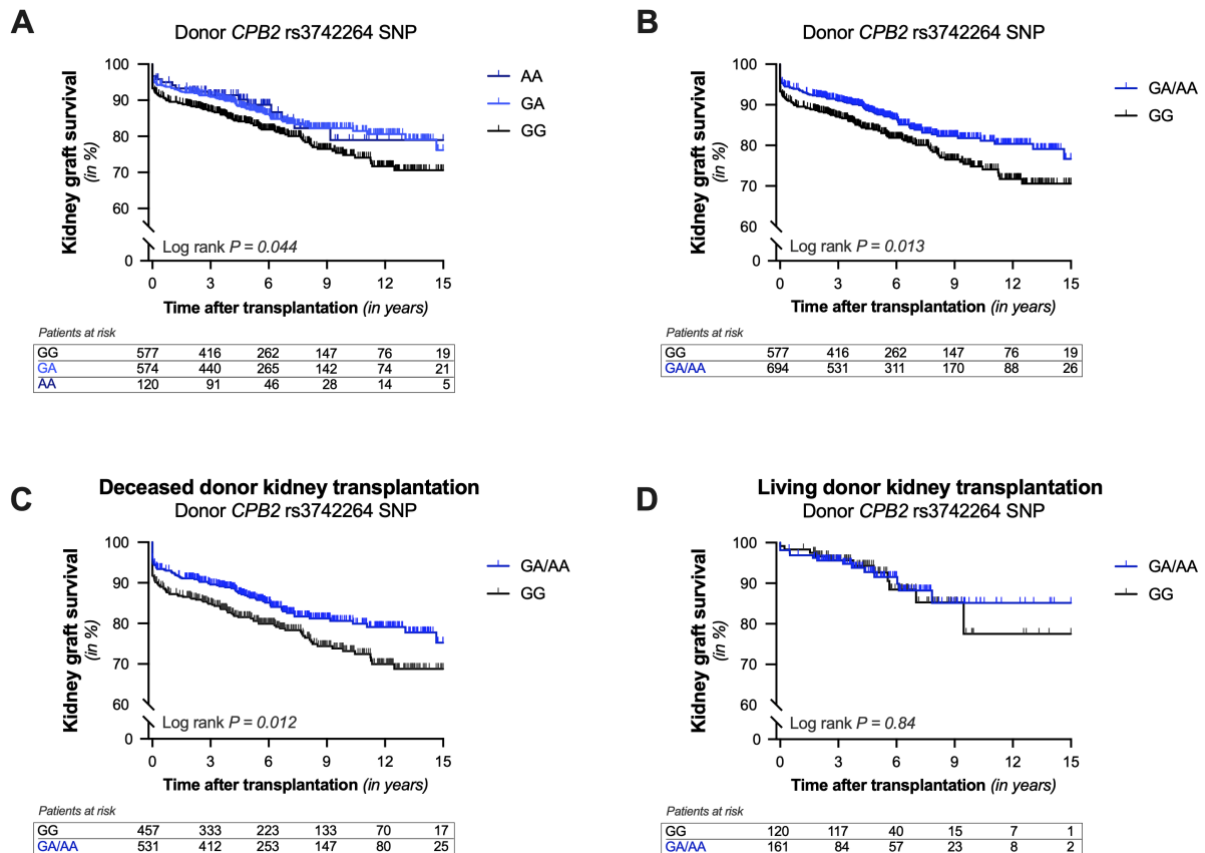 A
Donor CPB2 rs3742264 SNP
Kidney graft survival
(in %)
100
90
80
70
60
0
AA
GA
GG
Log rank P = 0.044
0 3 6 9 12 15
Time after transplantation (in years)
Patients at risk
GG 577 416 262 147 76 19
GA 574 440 265 142 74 21
AA 120 91 46 28 14 5
B
Donor CPB2 rs3742264 SNP
Kidney graft survival
(in %)
100
90
80
70
60
0
GA/AA
GG
Log rank P = 0.013
0 3 6 9 12 15
Time after transplantation (in years)
Patients at risk
GG 577 416 262 147 76 19
GA/AA 694 531 311 170 88 26
C
Deceased donor kidney transplantation
Donor CPB2 rs3742264 SNP
Kidney graft survival
(in %)
100
90
80
70
60
0
GA/AA
GG
Log rank P = 0.012
0 3 6 9 12 15
Time after transplantation (in years)
Patients at risk
GG 457 333 223 133 70 17
GA/AA 531 412 253 147 80 25
D
Living donor kidney transplantation
Donor CPB2 rs3742264 SNP
Kidney graft survival
(in %)
100
90
80
70
60
0
GA/AA
GG
Log rank P = 0.84
0 3 6 9 12 15
Time after transplantation (in years)
Patients at risk
GG 120 117 40 15 7 1
GA/AA 161 84 57 23 8 2